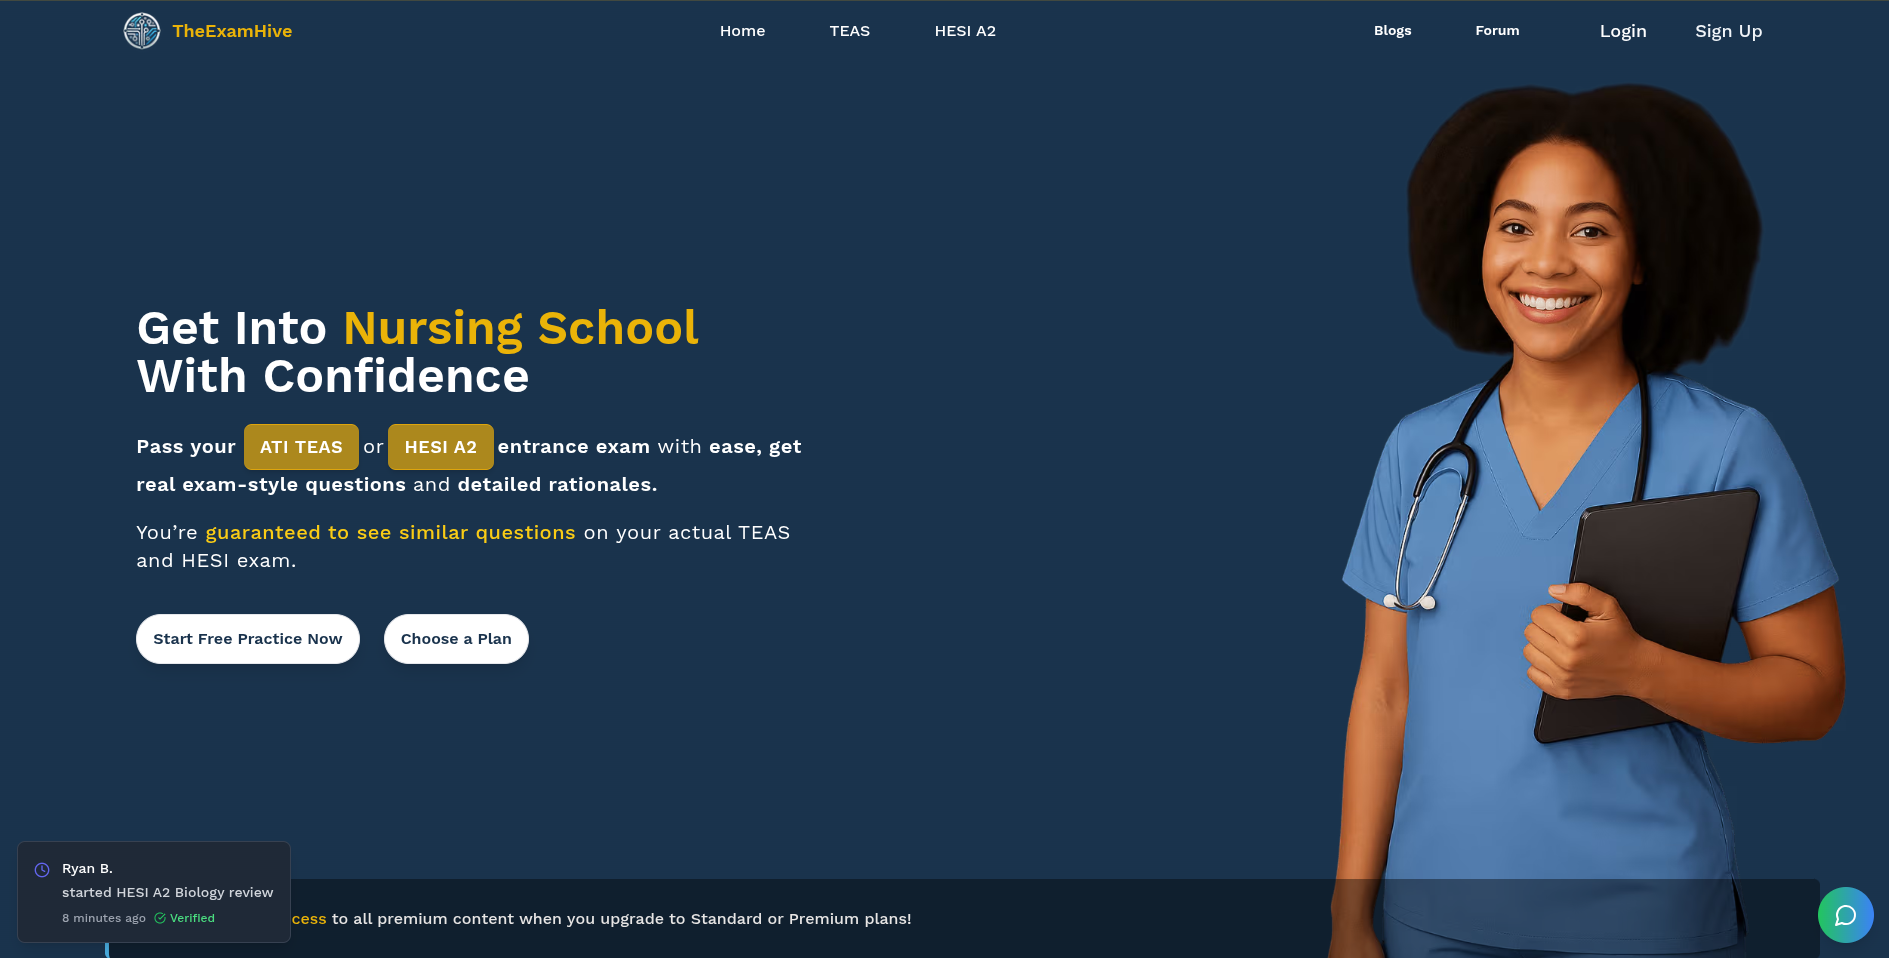 TheExamHive
Home
TEAS
HESI A2
Blogs
Forum
Login
Sign Up
Get Into Nursing School
With Confidence
Pass your ATI TEAS or HESI A2 entrance exam with ease, get
real exam-style questions and detailed rationales.
You’re guaranteed to see similar questions on your actual TEAS
and HESI exam.
Start Free Practice Now
Choose a Plan
Ryan B.
started HESI A2 Biology review
8 minutes ago Verified
cess to all premium content when you upgrade to Standard or Premium plans!